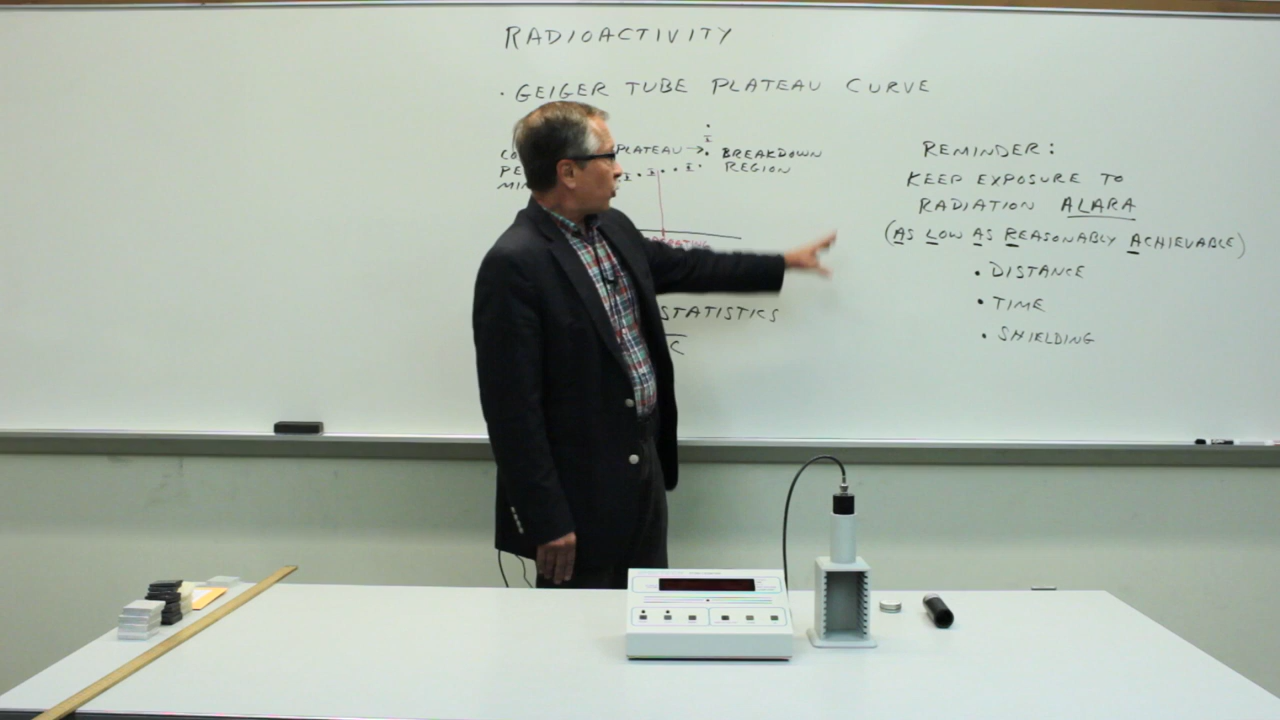 RADIOACTIVITY
• GEIGER TUBE PLATEAU CURVE
PLATEAU → BREAKDOWN
REGION
STATISTICS
C
REMINDER:
KEEP EXPOSURE TO
RADIATION ALARA
(AS LOW AS REASONABLY ACHIEVABLE)
• DISTANCE
• TIME
• SHIELDING